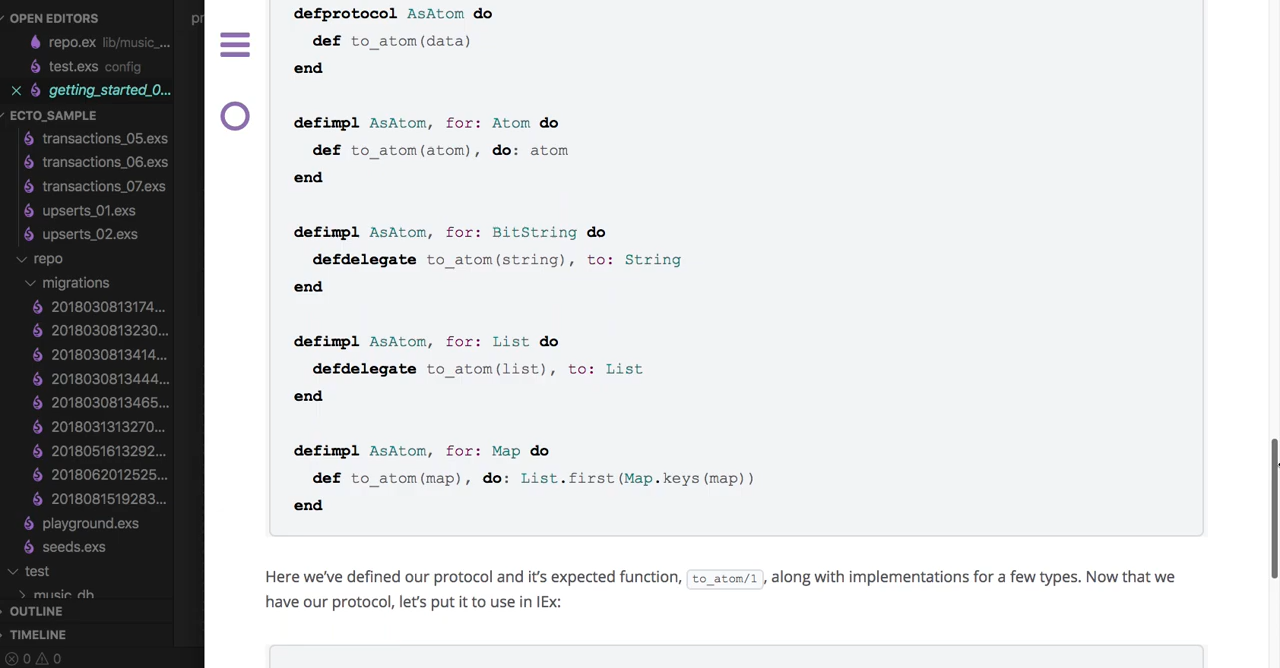 OPEN EDITORS
repo.ex lib/music_...
test.exs config
getting_started_0...
ECTO_SAMPLE
transactions_05.exs
transactions_06.exs
transactions_07.exs
upserts_01.exs
upserts_02.exs
repo
migrations
2018030813174...
2018030813230...
2018030813414...
2018030813444...
2018030813465...
2018031313270...
2018051613292...
2018062012525...
2018081519283...
playground.exs
seeds.exs
test
music_db
OUTLINE
TIMELINE
0 0
pr
defprotocol AsAtom do
def to_atom(data)
end
defimpl AsAtom, for: Atom do
def to_atom(atom), do: atom
end
defimpl AsAtom, for: BitString do
defdelegate to_atom(string), to: String
end
defimpl AsAtom, for: List do
defdelegate to_atom(list), to: List
end
defimpl AsAtom, for: Map do
def to_atom(map), do: List.first(Map.keys(map))
end
Here we’ve defined our protocol and it’s expected function, to_atom/1, along with implementations for a few types. Now that we
have our protocol, let’s put it to use in IEx: